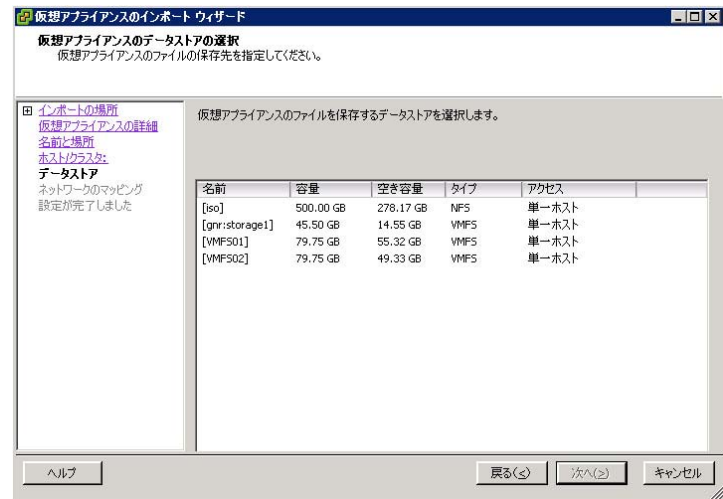 仮想アプライアンスのインポート ウィザード
仮想アプライアンスのデータストアの選択
仮想アプライアンスのファイルの保存先を指定してください。
インポートの場所
仮想アプライアンスの詳細
名前と場所
ホスト/クラスタ:
データストア
ネットワークのマッピング
設定が完了しました
仮想アプライアンスのファイルを保存するデータストアを選択します。
名前 容量 空き容量 タイプ アクセス
[iso] 500.00 GB 278.17 GB NFS 単一ホスト
[gnr:storage1] 45.50 GB 14.55 GB VMFS 単一ホスト
[VMFS01] 79.75 GB 55.32 GB VMFS 単一ホスト
[VMFS02] 79.75 GB 49.33 GB VMFS 単一ホスト
ヘルプ 戻る(<) 次へ(>) キャンセル